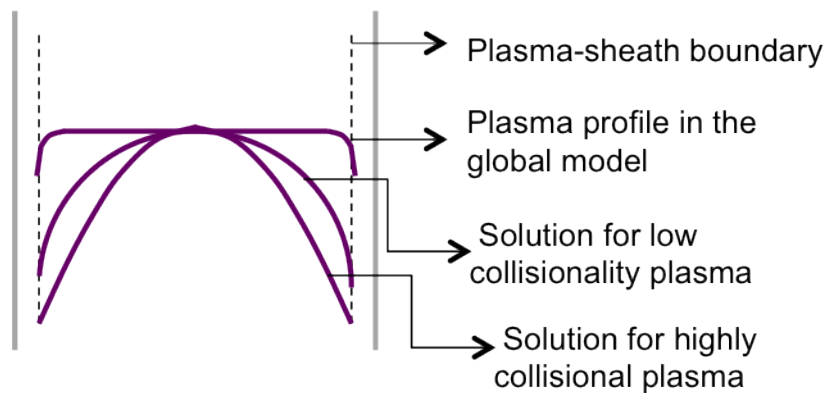 Plasma-sheath boundary
Plasma profile in the
global model
Solution for low
collisionality plasma
Solution for highly
collisional plasma